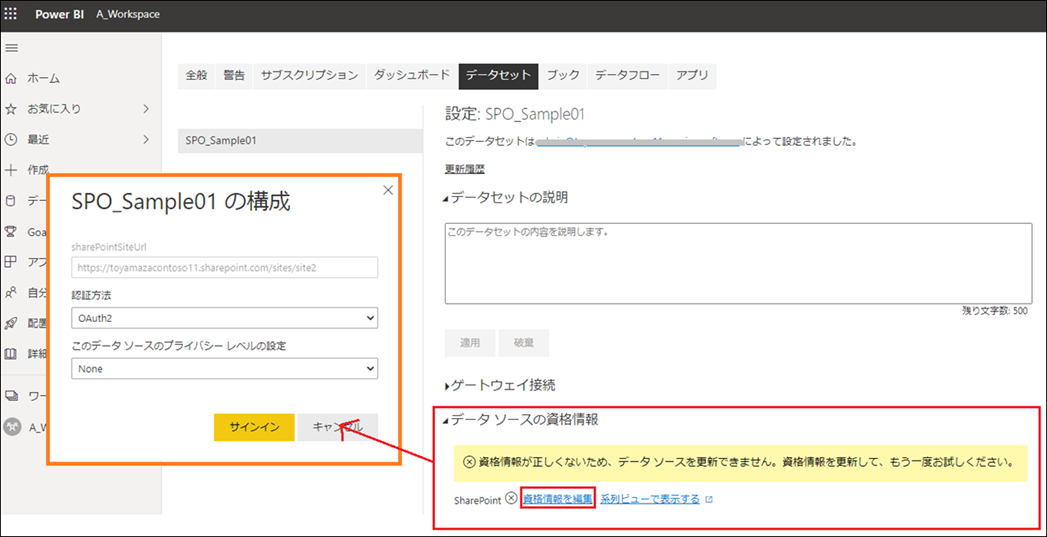 Power BI A_Workspace
ホーム
お気に入り
最近
作成
デー
Goa
アプ
自分
配置
詳細
ワー
A_W
全般 警告 サブスクリプション ダッシュボード データセット ブック データフロー アプリ
SPO_Sample01
設定: SPO_Sample01
このデータセットは
によって設定されました。
更新履歴
データセットの説明
このデータセットの内容を説明します。
残り文字数: 500
適用 破棄
ゲートウェイ接続
データ ソースの資格情報
資格情報が正しくないため、データ ソースを更新できません。資格情報を更新して、もう一度お試しください。
SharePoint 資格情報を編集 系列ビューで表示する
SPO_Sample01 の構成
sharePointSiteUrl
https://toyamazacontoso11.sharepoint.com/sites/site2
認証方法
OAuth2
このデータ ソースのプライバシー レベルの設定
None
サインイン キャンセル